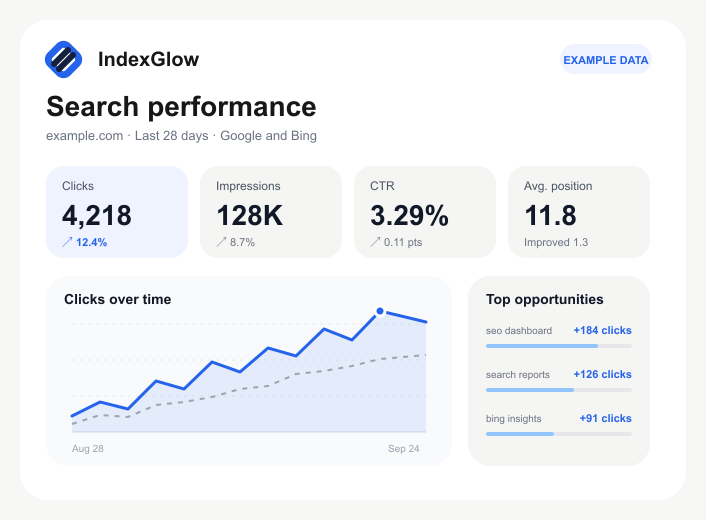 IndexGlow
EXAMPLE DATA
Search performance
example.com · Last 28 days · Google and Bing
Clicks
4,218
↗ 12.4%
Impressions
128K
↗ 8.7%
CTR
3.29%
↗ 0.11 pts
Avg. position
11.8
Improved 1.3
Clicks over time
Aug 28
Sep 24
Top opportunities
seo dashboard +184 clicks
search reports +126 clicks
bing insights +91 clicks